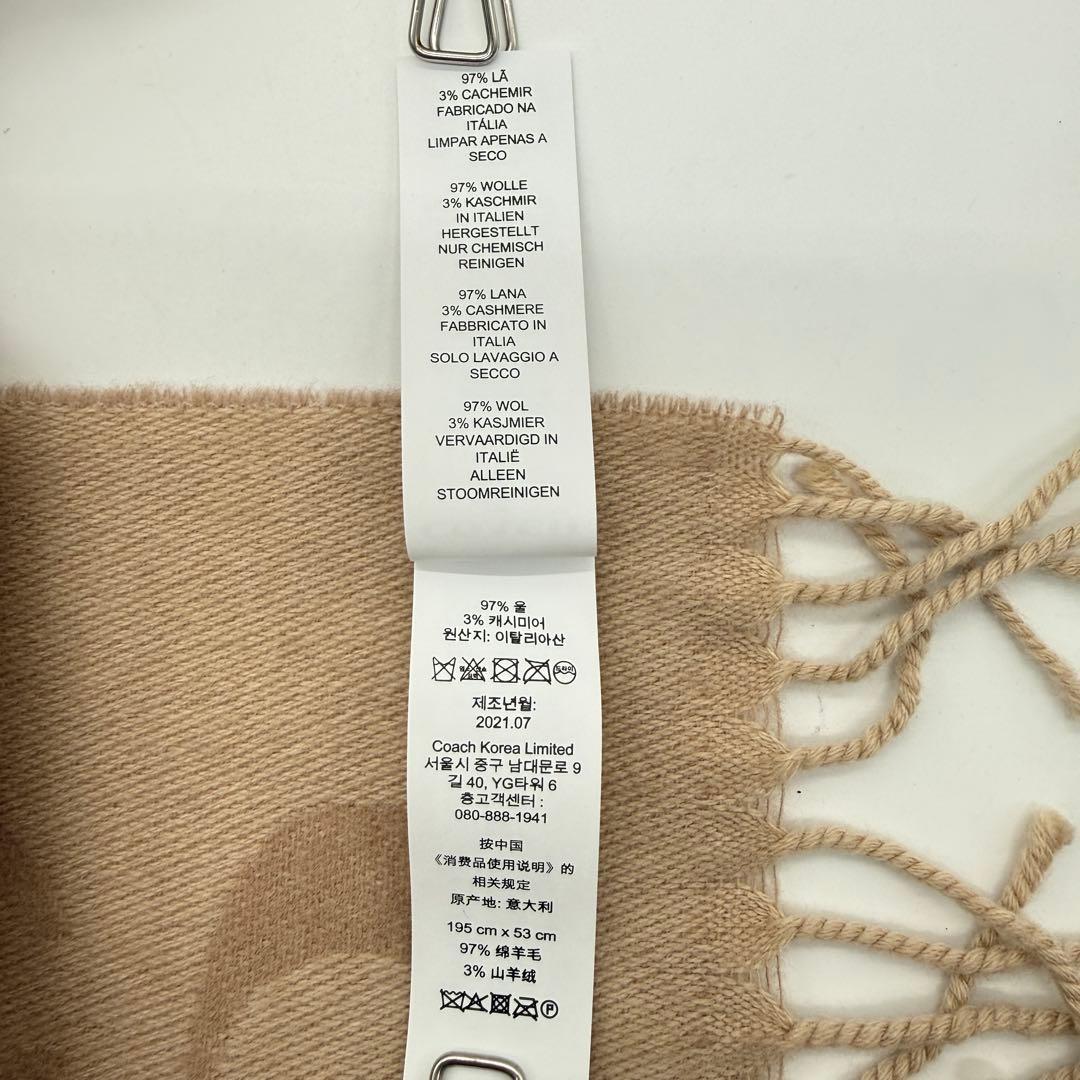 97% LÃ
3% CACHEMIR
FABRICADO NA
ITÁLIA
LIMPAR APENAS A
SECO
97% WOLLE
3% KASCHMIR
IN ITALIEN
HERGESTELLT
NUR CHEMISCH
REINIGEN
97% LANA
3% CASHMERE
FABBRICATO IN
ITALIA
SOLO LAVAGGIO A
SECCO
97% WOL
3% KASJMIER
VERVAARDIGD IN
ITALIË
ALLEEN
STOOMREINIGEN
97% 울
3% 캐시미어
원산지: 이탈리아산
드라이
제조년월:
2021.07
Coach Korea Limited
서울시 중구 남대문로 9
길 40, YG타워 6
층고객센터 :
080-888-1941
按中国
《消费品使用说明》的
相关规定
原产地: 意大利
195 cm x 53 cm
97% 绵羊毛
3% 山羊绒
P